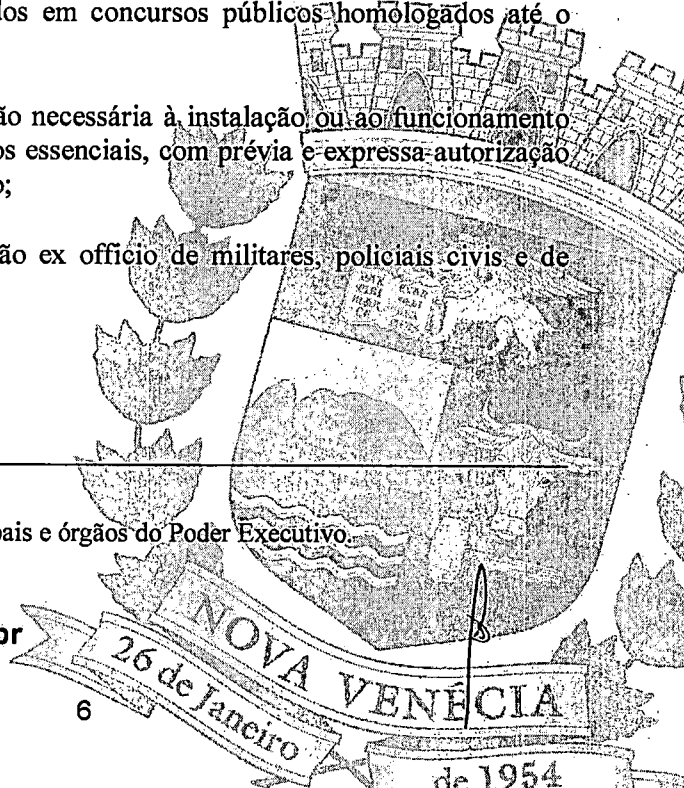 dos em concursos públicos homologados até o
ão necessária à instalação ou ao funcionamento
os essenciais, com prévia e expressa autorização
o;
ão ex officio de militares, policiais civis e de
pais e órgãos do Poder Executivo.
br
6
NOVA VENÉCIA
26 de Janeiro
de 1954